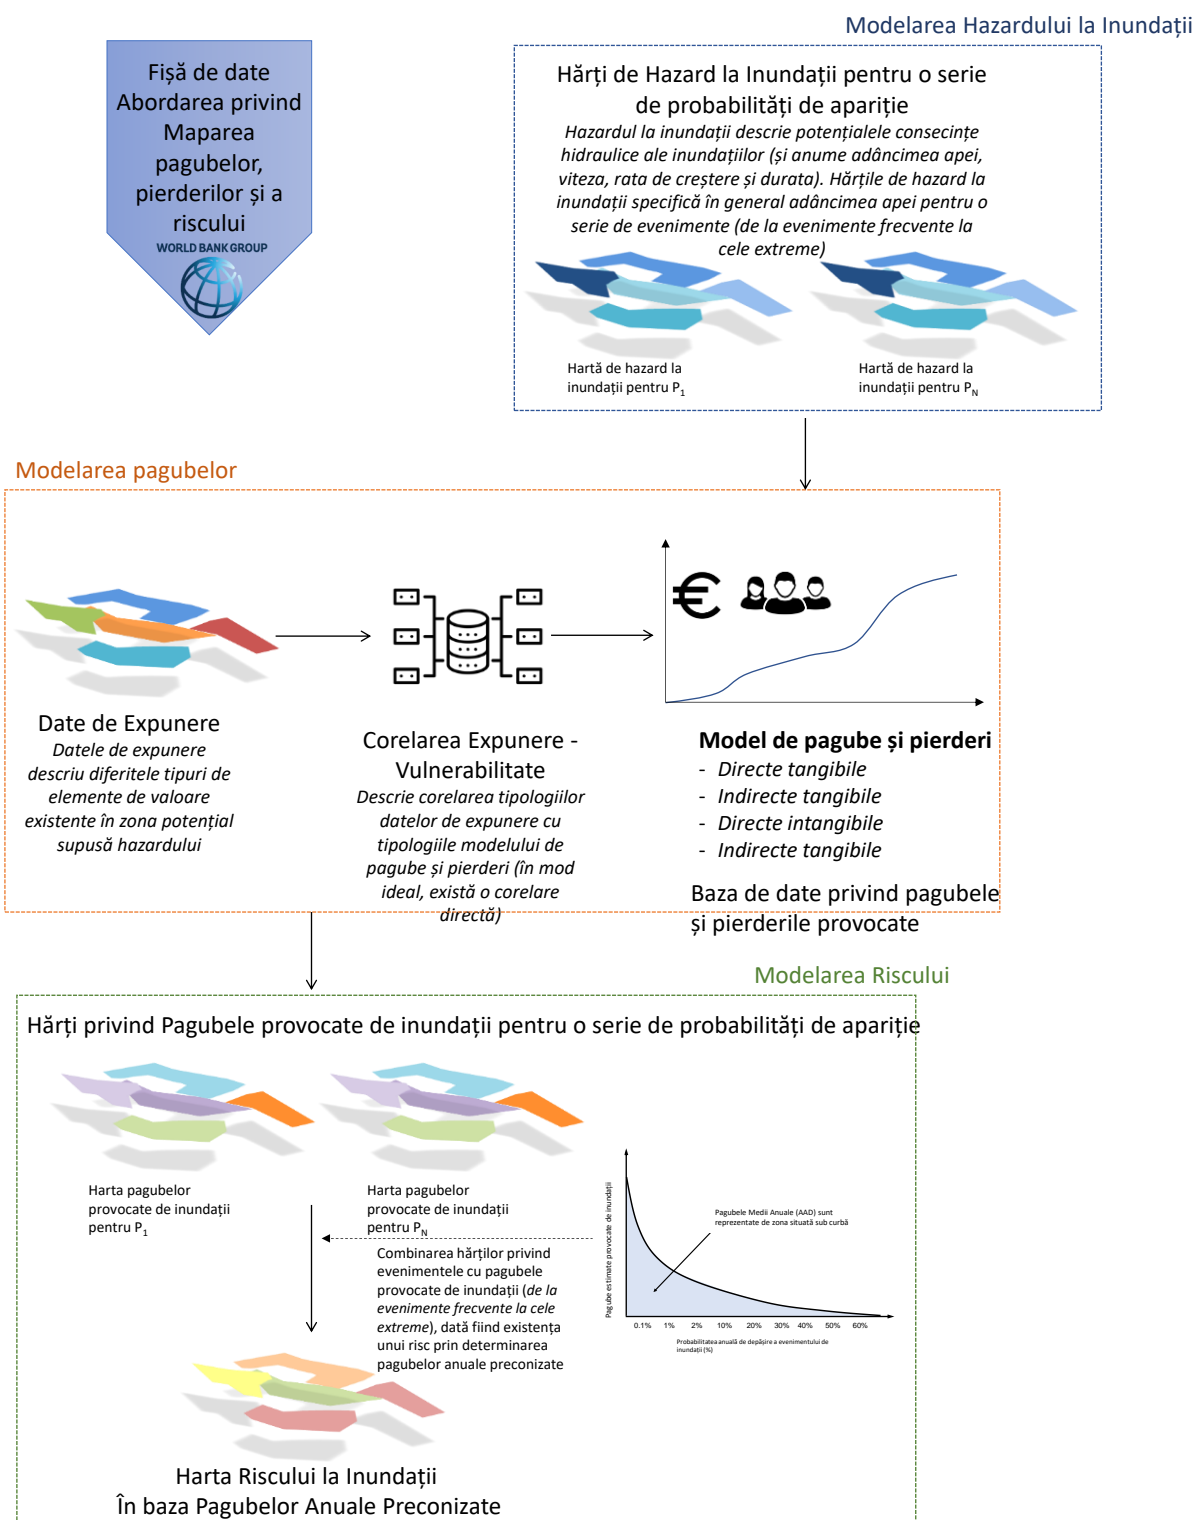 Modelarea Hazardului la Inundații
Fișă de date
Abordarea privind
Maparea
pagubelor,
pierderilor și a
riscului
WORLD BANK GROUP
Hărți de Hazard la Inundații pentru o serie
de probabilități de apariție
Hazardul la inundații descrie potențialele consecințe
hidraulice ale inundațiilor (și anume adâncimea apei,
viteza, rata de creștere și durata). Hărțile de hazard la
inundații specifică în general adâncimea apei pentru o
serie de evenimente (de la evenimente frecvente la
cele extreme)
Hartă de hazard la
inundații pentru P1
Hartă de hazard la
inundații pentru PN
Modelarea pagubelor
Date de Expunere
Datele de expunere
descriu diferitele tipuri de
elemente de valoare
existente în zona potențial
supusă hazardului
Corelarea Expunere -
Vulnerabilitate
Descrie corelarea tipologiilor
datelor de expunere cu
tipologiile modelului de
pagube și pierderi (în mod
ideal, există o corelare
directă)
€
Model de pagube și pierderi
- Directe tangibile
- Indirecte tangibile
- Directe intangibile
- Indirecte tangibile
Baza de date privind pagubele
și pierderile provocate
Modelarea Riscului
Hărți privind Pagubele provocate de inundații pentru o serie de probabilități de apariție
Harta pagubelor
provocate de inundații
pentru P1
Harta pagubelor
provocate de inundații
pentru PN
Combinarea hărților privind
evenimentele cu pagubele
provocate de inundații (de la
evenimente frecvente la cele
extreme), dată fiind existența
unui risc prin determinarea
pagubelor anuale preconizate
Pagube estimate provocate de inundații
Pagubele Medii Anuale (AAD) sunt
reprezentate de zona situată sub curbă
0.1% 1% 2% 10% 20% 30% 40% 50% 60%
Probabilitatea anuală de depășire a evenimentului de
inundații (%)
Harta Riscului la Inundații
În baza Pagubelor Anuale Preconizate